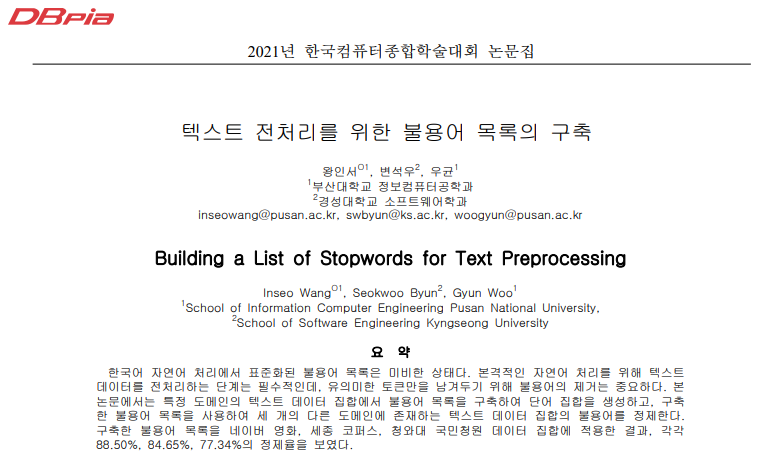 DBpia
2021년 한국컴퓨터종합학술대회 논문집
텍스트 전처리를 위한 불용어 목록의 구축
왕인서○1, 변석우2, 우균1
1부산대학교 정보컴퓨터공학과
2경성대학교 소프트웨어학과
inseowang@pusan.ac.kr, swbyun@ks.ac.kr, woogyun@pusan.ac.kr
Building a List of Stopwords for Text Preprocessing
Inseo Wang○1, Seokwoo Byun2, Gyun Woo1
1School of Information Computer Engineering Pusan National University,
2School of Software Engineering Kyngseong University
요 약
한국어 자연어 처리에서 표준화된 불용어 목록은 미비한 상태다. 본격적인 자연어 처리를 위해 텍스트
데이터를 전처리하는 단계는 필수적인데, 유의미한 토큰만을 남겨두기 위해 불용어의 제거는 중요하다. 본
논문에서는 특정 도메인의 텍스트 데이터 집합에서 불용어 목록을 구축하여 단어 집합을 생성하고, 구축
한 불용어 목록을 사용하여 세 개의 다른 도메인에 존재하는 텍스트 데이터 집합의 불용어를 정제한다.
구축한 불용어 목록을 네이버 영화, 세종 코퍼스, 청와대 국민청원 데이터 집합에 적용한 결과, 각각
88.50%, 84.65%, 77.34%의 정제율을 보였다.